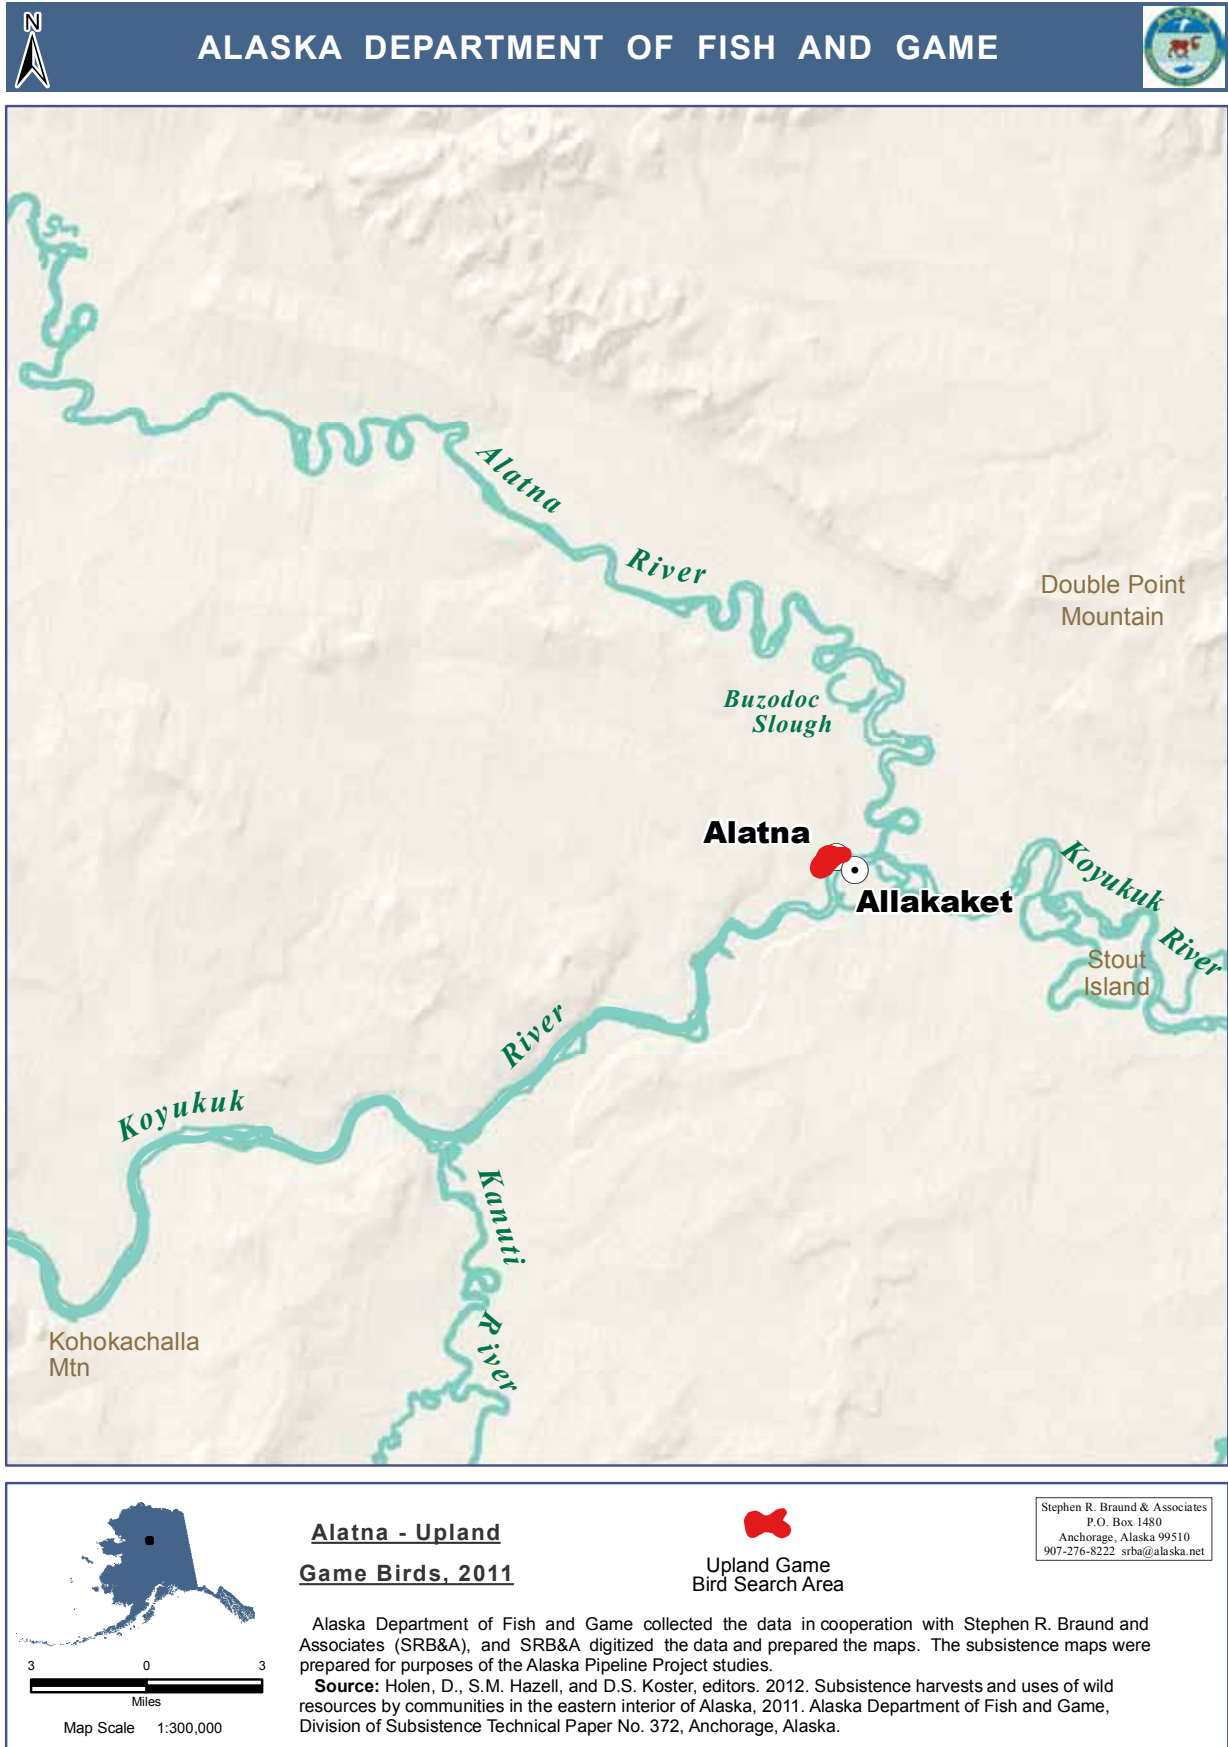 N
ALASKA DEPARTMENT OF FISH AND GAME
ALASKA
Alatna
River
Double Point
Mountain
Buzodoc
Slough
Alatna
Allakaket
Koyukuk
River
Stout
Island
River
Koyukuk
Kanuti
River
Kohokachalla
Mtn
Alatna - Upland
Game Birds, 2011
Upland Game
Bird Search Area
Stephen R. Braund & Associates
P.O. Box 1480
Anchorage, Alaska 99510
907-276-8222 srba@alaska.net
Alaska Department of Fish and Game collected the data in cooperation with Stephen R. Braund and
Associates (SRB&A), and SRB&A digitized the data and prepared the maps. The subsistence maps were
prepared for purposes of the Alaska Pipeline Project studies.
Source: Holen, D., S.M. Hazell, and D.S. Koster, editors. 2012. Subsistence harvests and uses of wild
resources by communities in the eastern interior of Alaska, 2011. Alaska Department of Fish and Game,
Division of Subsistence Technical Paper No. 372, Anchorage, Alaska.
3 0 3
Miles
Map Scale 1:300,000